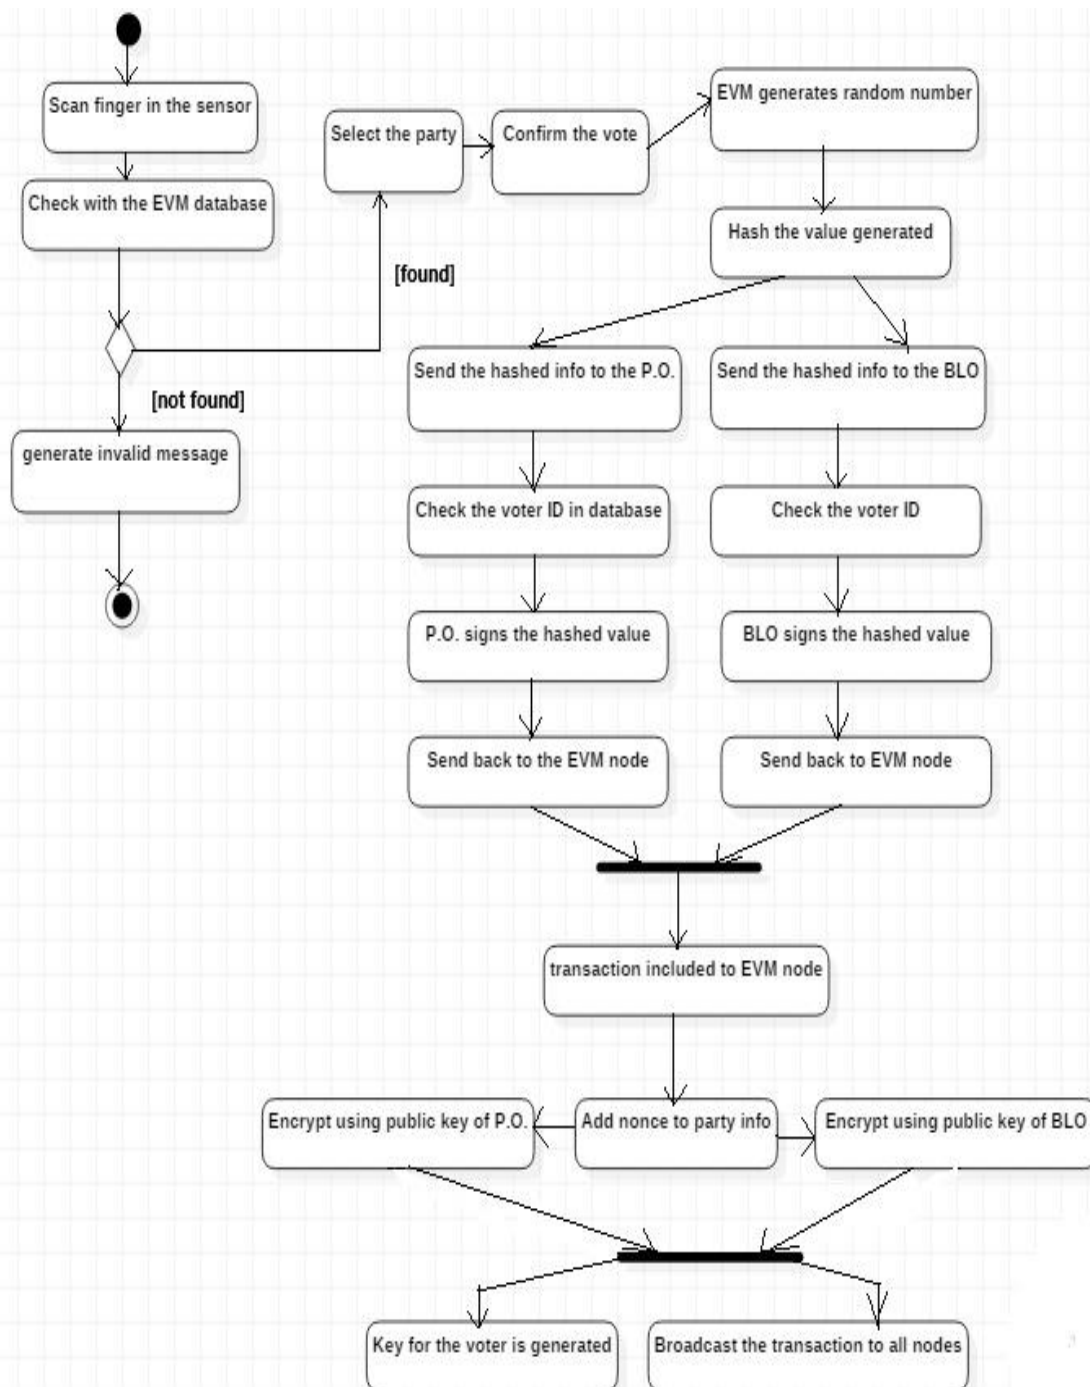 Scan finger in the sensor
Check with the EVM database
[not found]
generate invalid message
[found]
Select the party
Confirm the vote
EVM generates random number
Hash the value generated
Send the hashed info to the P.O.
Send the hashed info to the BLO
Check the voter ID in database
Check the voter ID
P.O. signs the hashed value
BLO signs the hashed value
Send back to the EVM node
Send back to EVM node
transaction included to EVM node
Encrypt using public key of P.O.
Add nonce to party info
Encrypt using public key of BLO
Key for the voter is generated
Broadcast the transaction to all nodes